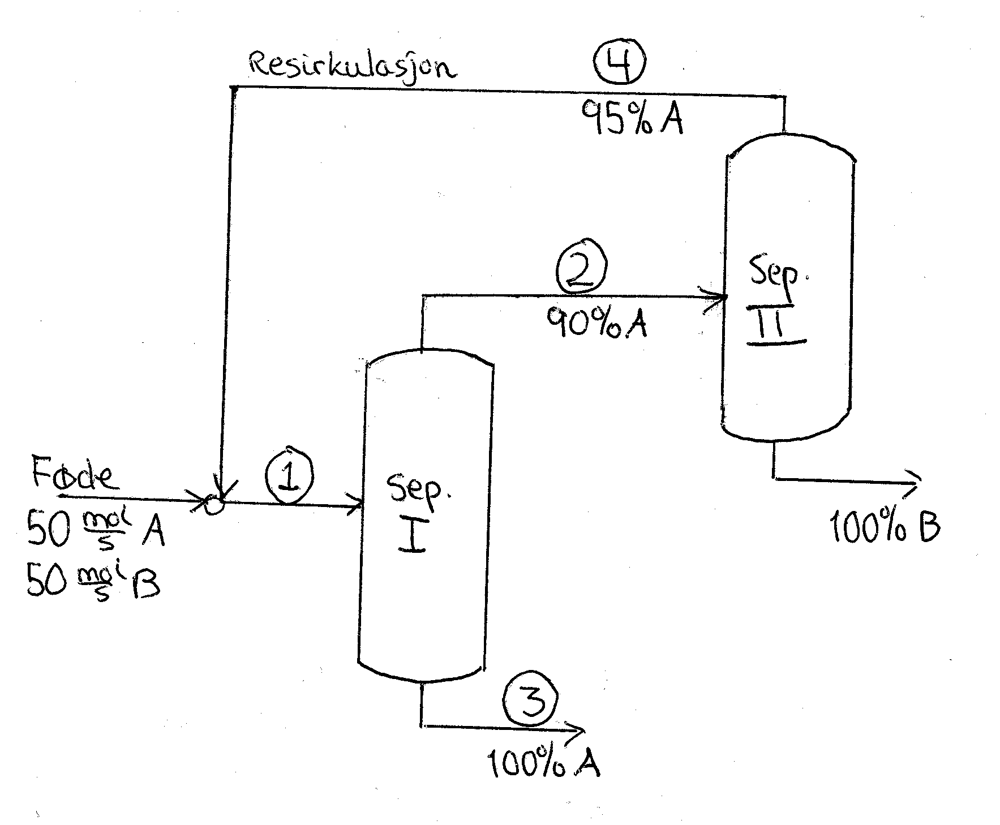 Resirkulasjon
4
95% A
2
90% A
Sep.
II
Føde
1
50 mol/s A
50 mol/s B
Sep.
I
100% B
3
100% A